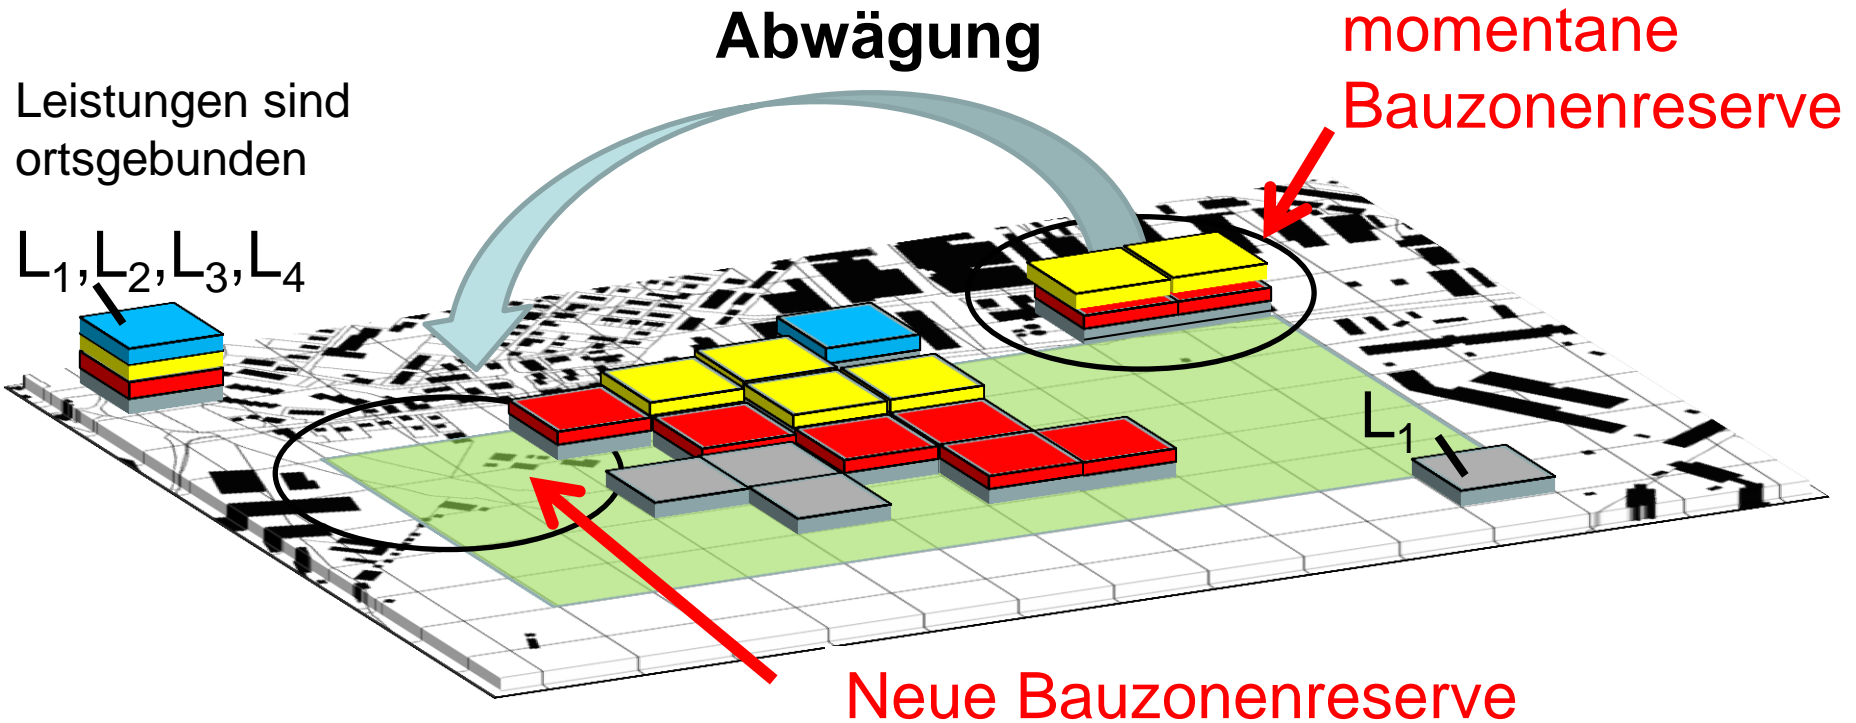 Abwägung
momentane
Bauzonenreserve
Leistungen sind
ortsgebunden
L₁,L₂,L₃,L₄
L₁
Neue Bauzonenreserve